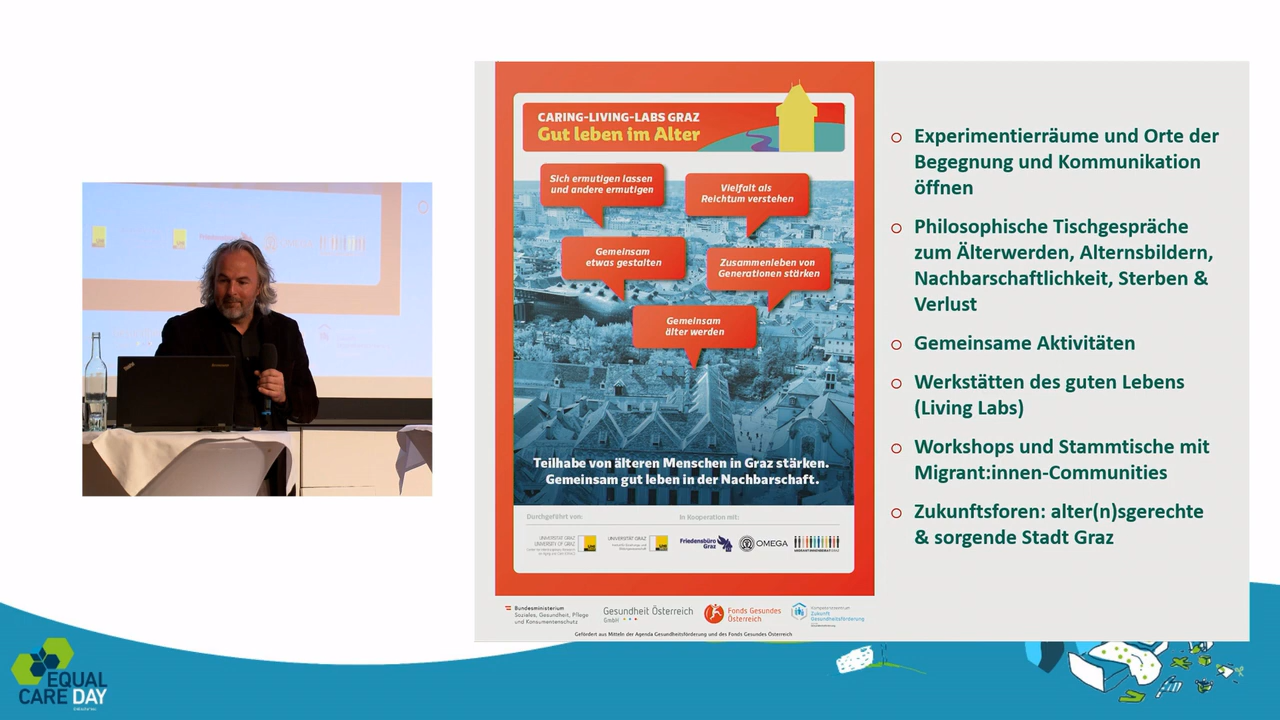 CARING-LIVING-LABS GRAZ
Gut leben im Alter
Sich ermutigen lassen
und andere ermutigen
Vielfalt als
Reichtum verstehen
Gemeinsam
etwas gestalten
Zusammenleben von
Generationen stärken
Gemeinsam
älter werden
Teilhabe von älteren Menschen in Graz stärken.
Gemeinsam gut leben in der Nachbarschaft.
Durchgeführt von:
In Kooperation mit:
UNIVERSITÄT GRAZ
UNIVERSITY OF GRAZ
UNIVERSITÄT GRAZ
Friedensbüro
Graz
OMEGA
Bundesministerium
Soziales, Gesundheit, Pflege
und Konsumentenschutz
Gesundheit Österreich
GmbH
Fonds Gesundes
Österreich
Kompetenzzentrum
Zukunft
Gesundheitsförderung
Gefördert aus Mitteln der Agenda Gesundheitsförderung und des Fonds Gesundes Österreich
o Experimentierräume und Orte der
Begegnung und Kommunikation
öffnen
o Philosophische Tischgespräche
zum Älterwerden, Alternsbildern,
Nachbarschaftlichkeit, Sterben &
Verlust
o Gemeinsame Aktivitäten
o Werkstätten des guten Lebens
(Living Labs)
o Workshops und Stammtische mit
Migrant:innen-Communities
o Zukunftsforen: alter(n)sgerechte
& sorgende Stadt Graz
EQUAL
CARE DAY